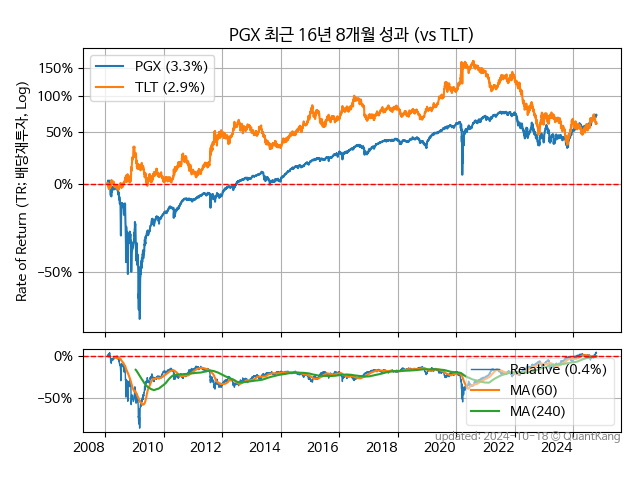 PGX 최근 16년 8개월 성과 (vs TLT)
Rate of Return (TR: 배당재투자, Log)
150%
100%
50%
0%
−50%
PGX (3.3%)
TLT (2.9%)
0%
−50%
Relative (0.4%)
MA(60)
MA(240)
2008 2010 2012 2014 2016 2018 2020 2022 2024
updated: 2024-10-18 © QuantKang